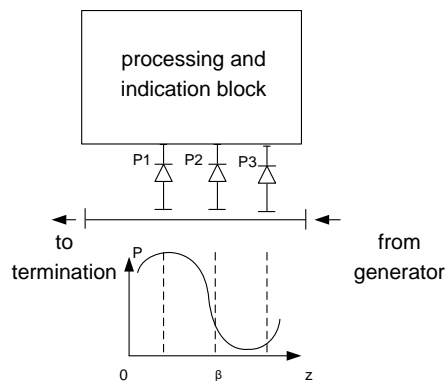 processing and
indication block
P1 P2 P3
to
termination
from
generator
P
0 β z